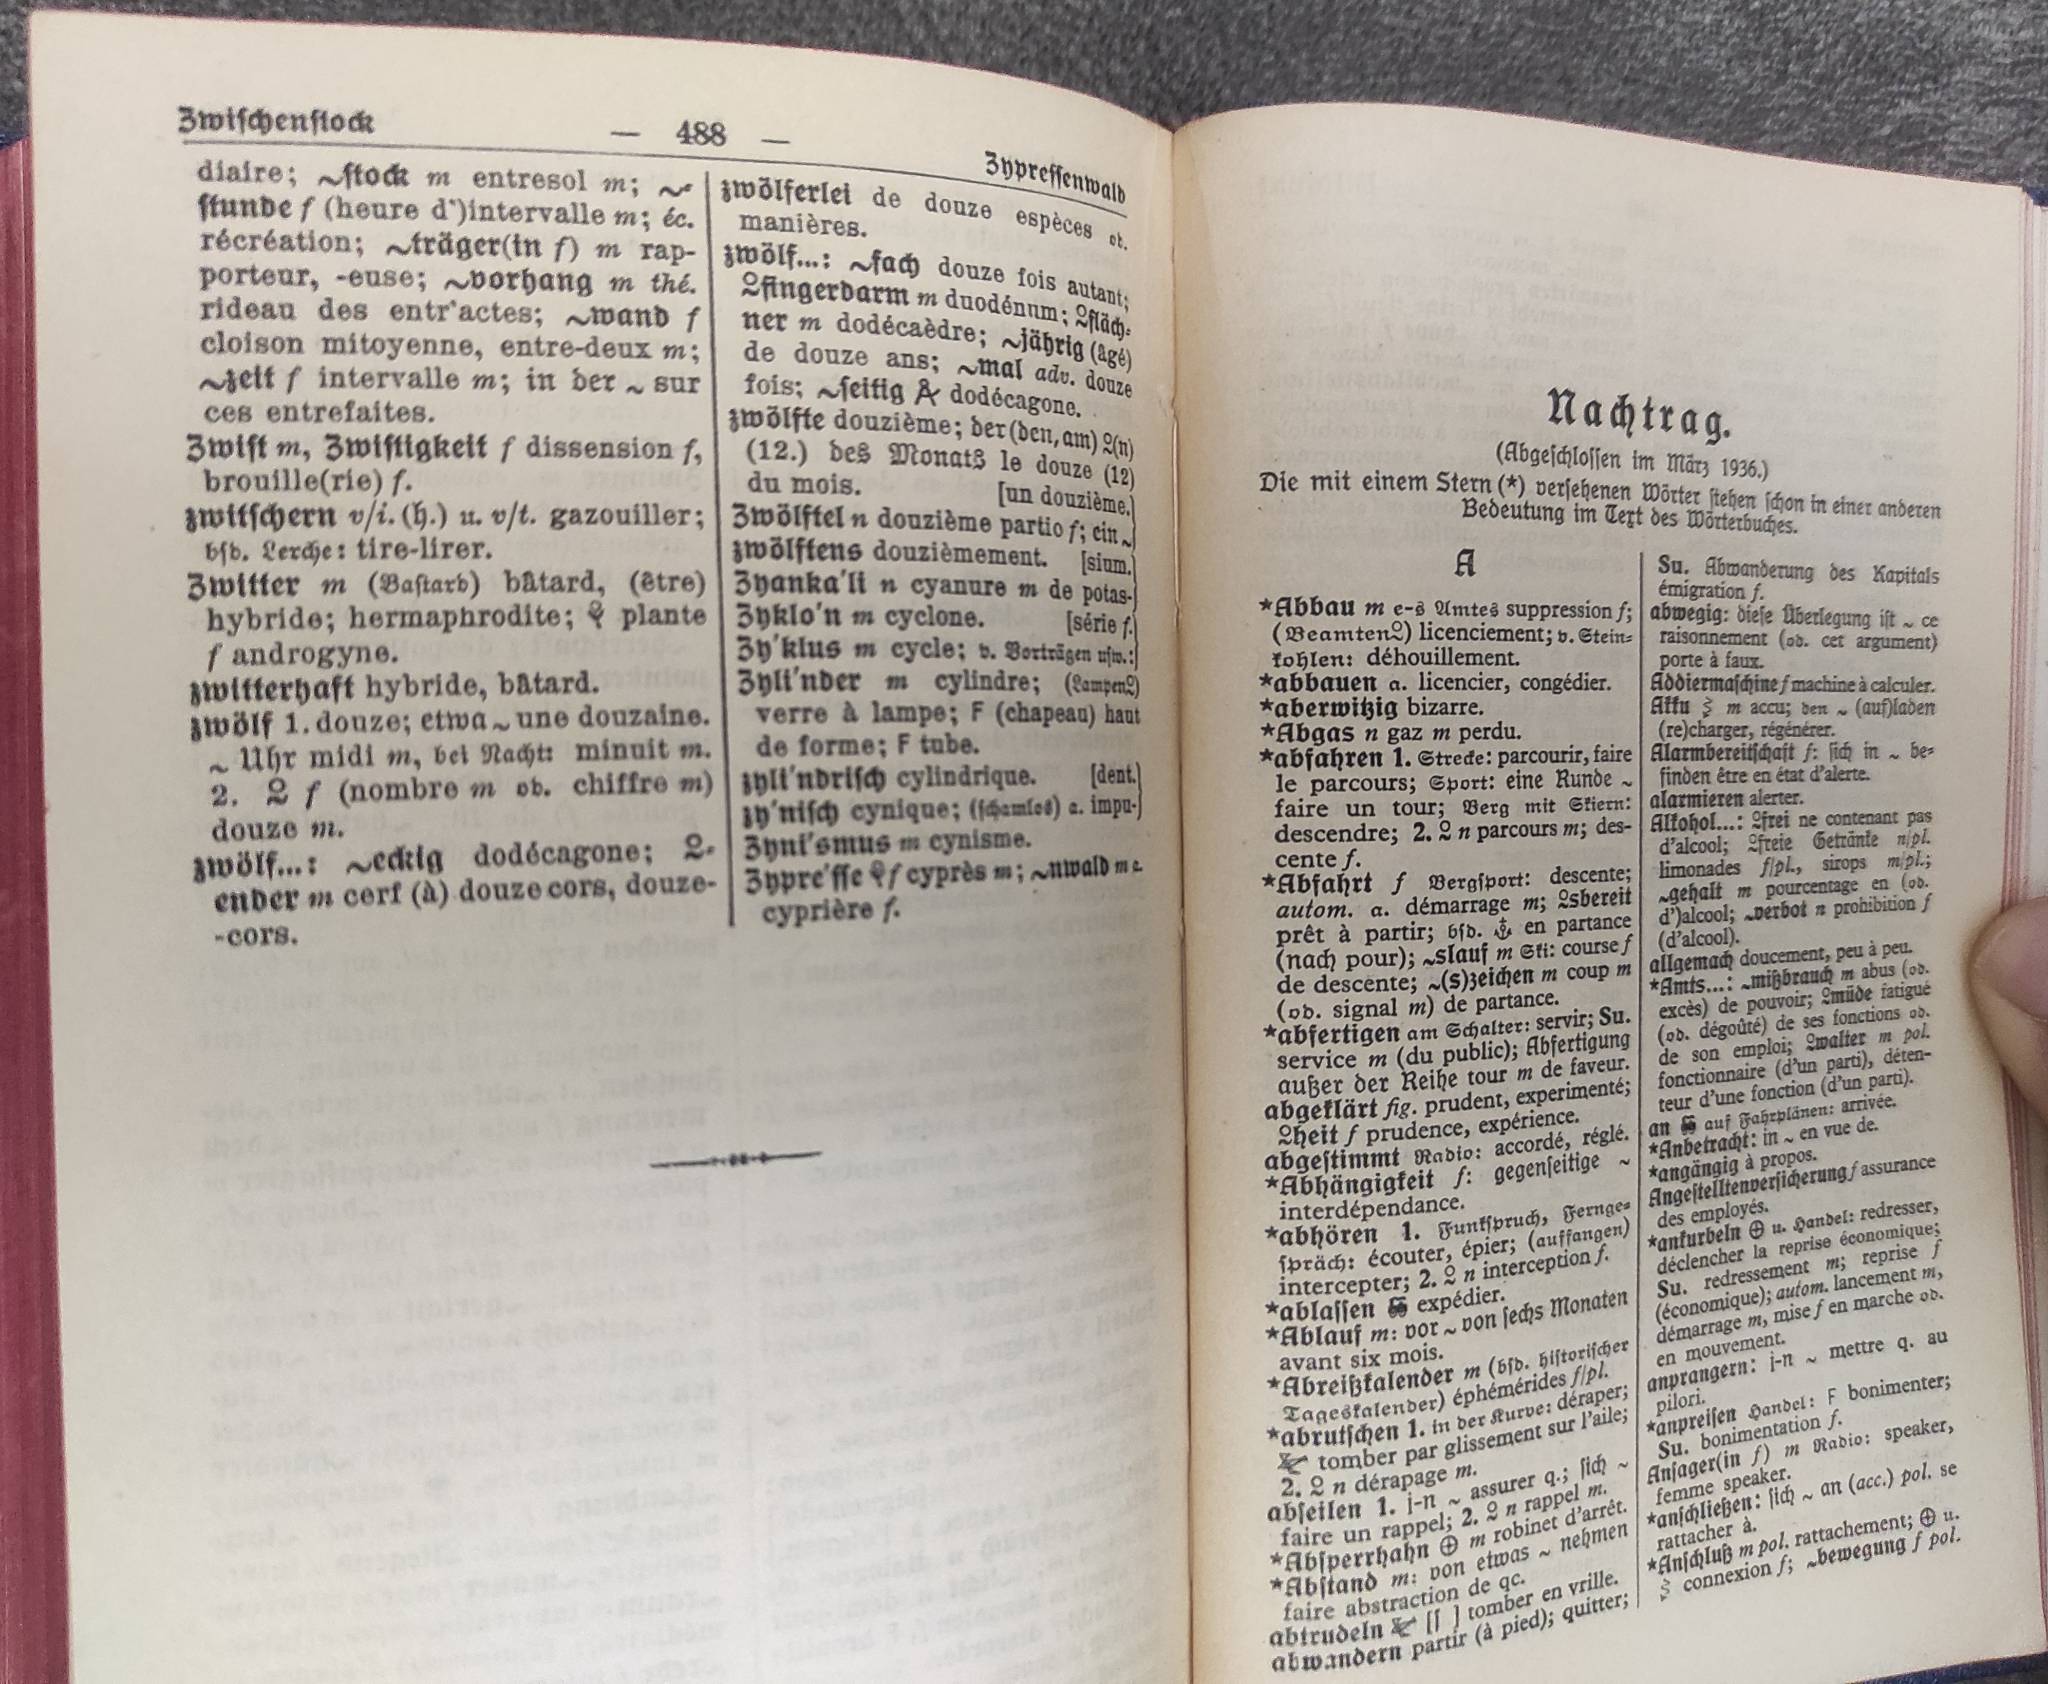 Zwischenstock
— 488 —
Zypressenwald
diaire; ~stock m entresol m; ~-
stunde f (heure d')intervalle m; éc.
récréation; ~träger(in f) m rap-
porteur, -euse; ~vorhang m thé.
rideau des entr'actes; ~wand f
cloison mitoyenne, entre-deux m;
~zeit f intervalle m; in der ~ sur
ces entrefaites.
Zwist m, Zwistigkeit f dissension f,
brouille(rie) f.
zwitschern v/i. (h.) u. v/t. gazouiller;
bsd. Lerche: tire-lirer.
Zwitter m (Bastard) bâtard, (être)
hybride; hermaphrodite; ⚘ plante
f androgyne.
zwitterhaft hybride, bâtard.
zwölf 1. douze; etwa ~ une douzaine.
~ Uhr midi m, bei Nacht: minuit m.
2. ♀ f (nombre m ob. chiffre m)
douze m.
zwölf...: ~eckig dodécagone; ♀-
ender m cerf (à) douze cors, douze-
-cors.
zwölferlei de douze espèces ob.
manières.
zwölf...: ~fach douze fois autant;
♀fingerdarm m duodénum; ♀fläch-
ner m dodécaèdre; ~jährig (âgé)
de douze ans; ~mal adv. douze
fois; ~seitig & dodécagone.
zwölfte douzième; der (den, am) ♀(n)
(12.) des Monats le douze (12)
du mois. [un douzième.]
Zwölftel n douzième partio f; ein ~
zwölftens douzièmement. [sium.]
Zyanka'li n cyanure m de potas-
Zyklo'n m cyclone. [série f.]
Zy'klus m cycle; v. Vorträgen usw.:
Zyli'nder m cylindre; (Lampen♀)
verre à lampe; F (chapeau) haut
de forme; F tube.
zyli'ndrisch cylindrique. [dent.]
zy'nisch cynique; (schamlos) a. impu-
Zyni'smus m cynisme.
Zypre'sse ⚘ f cyprès m; ~nwald m
cyprière f.
Nachtrag.
(Abgeschlossen im März 1936.)
Die mit einem Stern (*) versehenen Wörter stehen schon in einer anderen
Bedeutung im Text des Wörterbuches.
A
*Abbau m e-s Amtes suppression f;
(Beamten♀) licenciement; v. Stein-
kohlen: déhouillement.
*abbauen a. licencier, congédier.
*aberwitzig bizarre.
*Abgas n gaz m perdu.
*abfahren 1. Strecke: parcourir, faire
le parcours; Sport: eine Runde ~
faire un tour; Berg mit Skiern:
descendre; 2. ♀ n parcours m; des-
cente f.
*Abfahrt f Bergsport: descente;
autom. a. démarrage m; ♀sbereit
prêt à partir; bsd. ⚓ en partance
(nach pour); ~slauf m Ski: course f
de descente; ~(s)zeichen m coup m
(ob. signal m) de partance.
*abfertigen am Schalter: servir; Su.
service m (du public); Abfertigung
außer der Reihe tour m de faveur.
abgeklärt fig. prudent, experimenté;
♀heit f prudence, expérience.
abgestimmt Radio: accordé, réglé.
*Abhängigkeit f: gegenseitige ~
interdépendance.
*abhören 1. Funkspruch, Fernge-
spräch: écouter, épier; (auffangen)
intercepter; 2. ♀ n interception f.
*ablassen 🚂 expédier.
*Ablauf m: vor ~ von sechs Monaten
avant six mois.
*Abreißkalender m (bsd. historischer
Tageskalender) éphémérides f/pl.
*abrutschen 1. in der Kurve: déraper;
✈ tomber par glissement sur l'aile;
2. ♀ n dérapage m.
abseilen 1. j-n ~ assurer q.; sich ~
faire un rappel; 2. ♀ n rappel m.
*Absperrhahn ⊕ m robinet d'arrêt.
*Abstand m: von etwas ~ nehmen
faire abstraction de qc.
abtrudeln ✈ [ſ ] tomber en vrille.
abwandern partir (à pied); quitter;
Su. Abwanderung des Kapitals
émigration f.
abwegig: diese Überlegung ist ~ ce
raisonnement (ob. cet argument)
porte à faux.
Addiermaschine f machine à calculer.
Akku ⚡ m accu; den ~ (auf)laden
(re)charger, régénérer.
Alarmbereitschaft f: sich in ~ be-
finden être en état d'alerte.
alarmieren alerter.
Alkohol...: ♀frei ne contenant pas
d'alcool; ♀freie Getränke n/pl.
limonades f/pl., sirops m/pl.;
~gehalt m pourcentage en (ob.
d')alcool; ~verbot n prohibition f
(d'alcool).
allgemach doucement, peu à peu.
*Amts...: ~mißbrauch m abus (ob.
excès) de pouvoir; ♀müde fatigué
(ob. dégoûté) de ses fonctions ob.
de son emploi; ♀walter m pol.
fonctionnaire (d'un parti), déten-
teur d'une fonction (d'un parti).
an 🚂 auf Fahrplänen: arrivée.
*Anbetracht: in ~ en vue de.
*angängig à propos.
Angestelltenversicherung f assurance
des employés.
*ankurbeln ⊕ u. Handel: redresser,
déclencher la reprise économique;
Su. redressement m; reprise f
(économique); autom. lancement m,
démarrage m, mise f en marche ob.
en mouvement.
anprangern: j-n ~ mettre q. au
pilori.
*anpreisen Handel: F bonimenter;
Su. bonimentation f.
Ansager(in f) m Radio: speaker,
femme speaker.
*anschließen: sich ~ an (acc.) pol. se
rattacher à.
*Anschluß m pol. rattachement; ⊕ u.
⚡ connexion f; ~bewegung f pol.